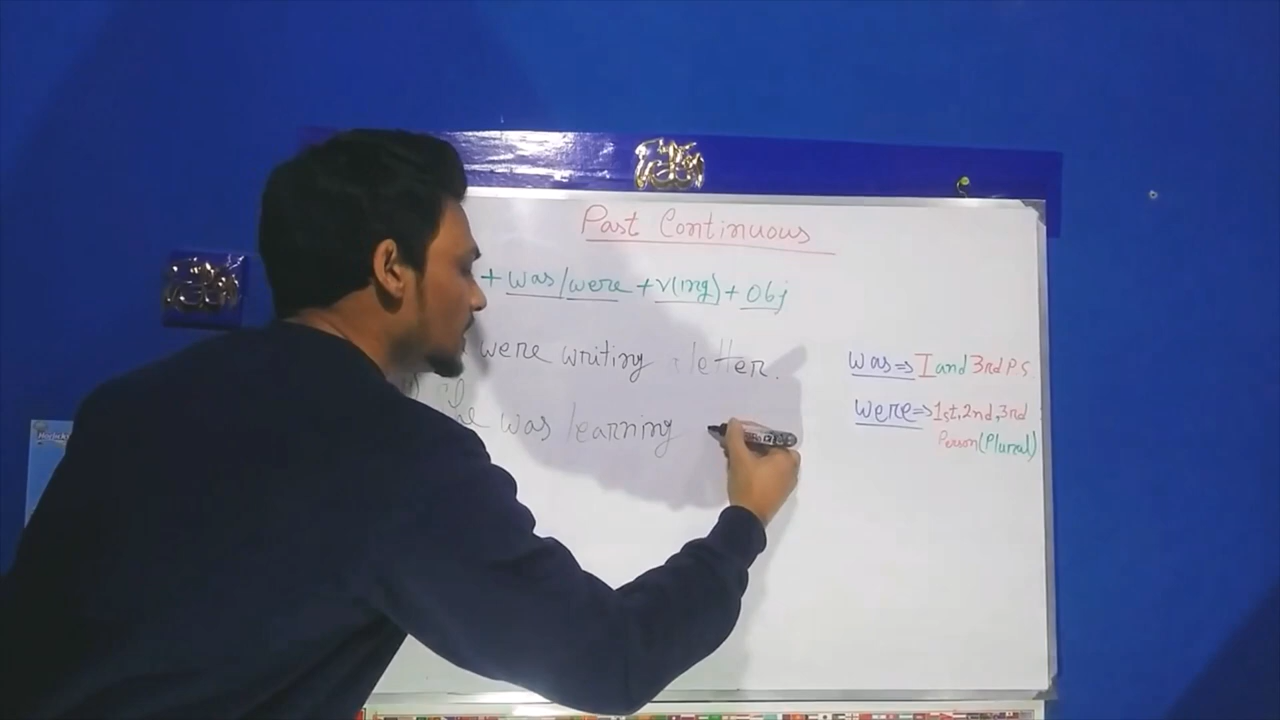 Past Continuous
+ was/were + v(ing) + obj
were writing a letter.
was learning
was => I and 3rd P.S
were => 1st, 2nd, 3rd
Person (Plural)